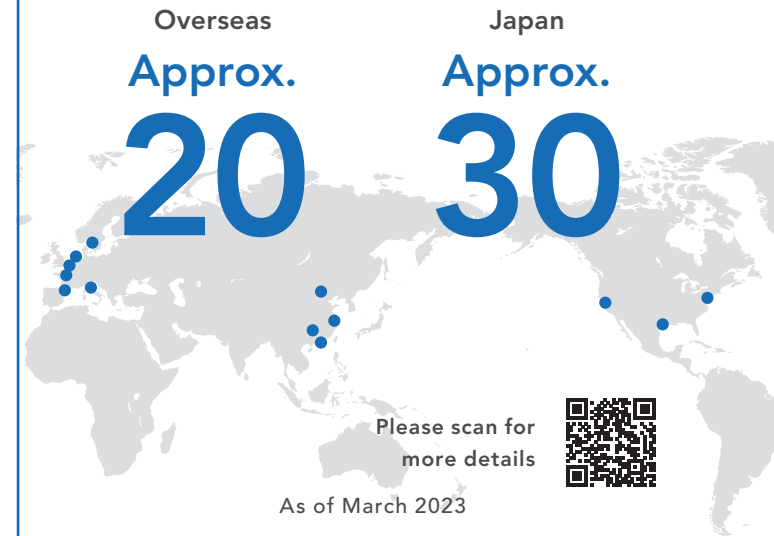 Overseas
Approx.
20
Japan
Approx.
30
Please scan for
more details
As of March 2023